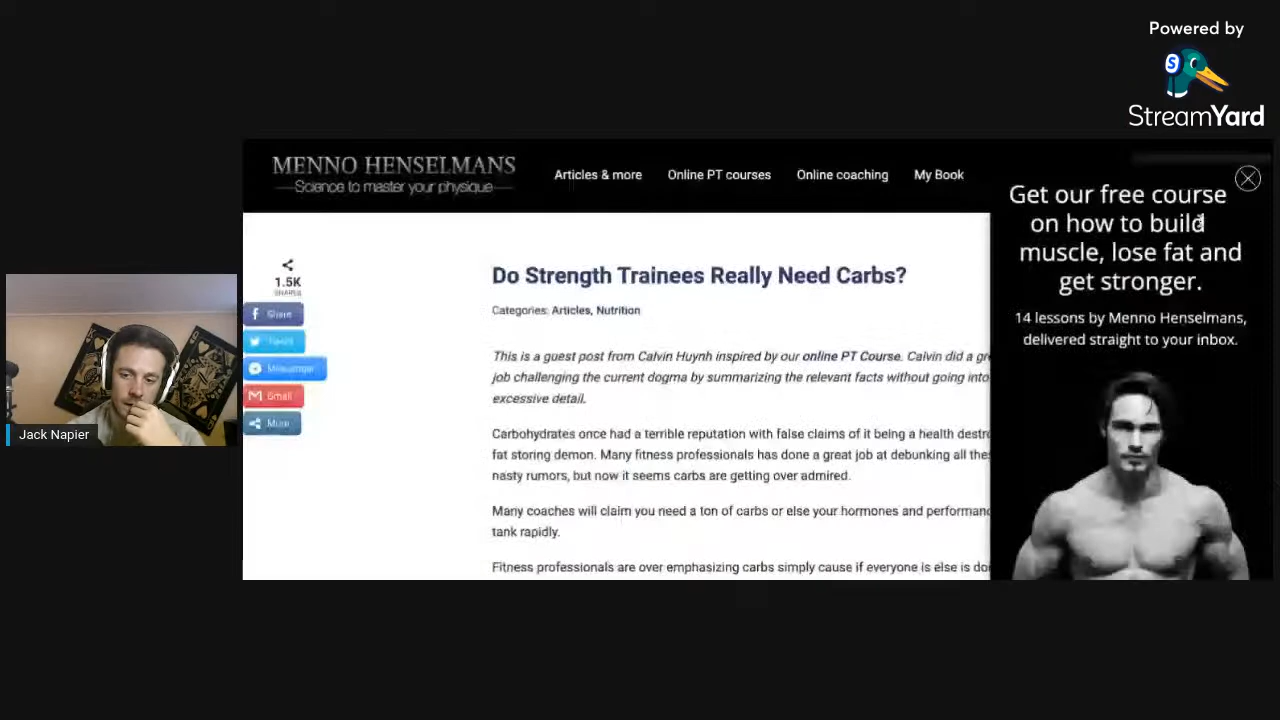 Powered by
StreamYard
MENNO HENSELMANS
Science to master your physique
Articles & more
Online PT courses
Online coaching
My Book
Get our free course
on how to build
muscle, lose fat and
get stronger.
14 lessons by Menno Henselmans,
delivered straight to your inbox.
1.5K
SHARES
Share
Tweet
Messenger
Gmail
More
Do Strength Trainees Really Need Carbs?
Categories: Articles, Nutrition
This is a guest post from Calvin Huynh inspired by our online PT Course. Calvin did a
job challenging the current dogma by summarizing the relevant facts without going into
excessive detail.
Carbohydrates once had a terrible reputation with false claims of it being a health
fat storing demon. Many fitness professionals has done a great job at debunking all
nasty rumors, but now it seems carbs are getting over admired.
Many coaches will claim you need a ton of carbs or else your hormones and
tank rapidly.
Fitness professionals are over emphasizing carbs simply cause if everyone is else is
Jack Napier